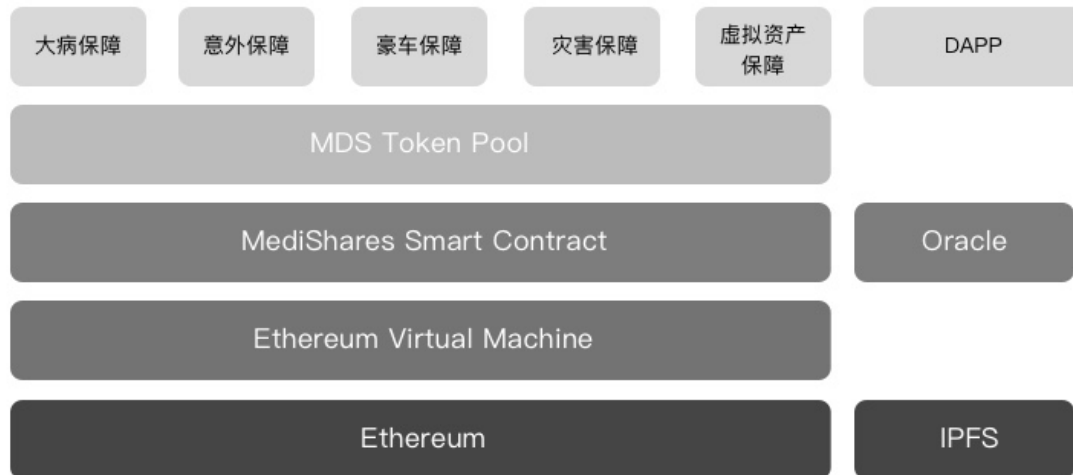 大病保障
意外保障
豪车保障
灾害保障
虚拟资产
保障
DAPP
MDS Token Pool
MediShares Smart Contract
Oracle
Ethereum Virtual Machine
Ethereum
IPFS